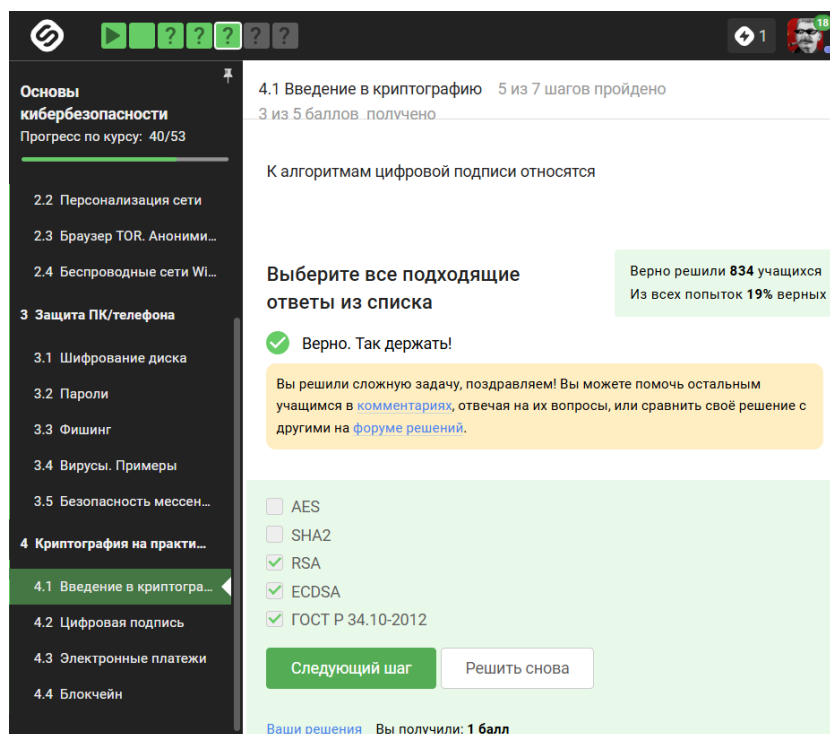 ? ? ? ? ?
1
18
Основы
кибербезопасности
Прогресс по курсу: 40/53
2.2 Персонализация сети
2.3 Браузер TOR. Аноними...
2.4 Беспроводные сети Wi...
3 Защита ПК/телефона
3.1 Шифрование диска
3.2 Пароли
3.3 Фишинг
3.4 Вирусы. Примеры
3.5 Безопасность мессен...
4 Криптография на практи...
4.1 Введение в криптогра...
4.2 Цифровая подпись
4.3 Электронные платежи
4.4 Блокчейн
4.1 Введение в криптографию 5 из 7 шагов пройдено
3 из 5 баллов получено
К алгоритмам цифровой подписи относятся
Выберите все подходящие
ответы из списка
Верно решили 834 учащихся
Из всех попыток 19% верных
Верно. Так держать!
Вы решили сложную задачу, поздравляем! Вы можете помочь остальным
учащимся в комментариях, отвечая на их вопросы, или сравнить своё решение с
другими на форуме решений.
AES
SHA2
RSA
ECDSA
ГОСТ Р 34.10-2012
Следующий шаг Решить снова
Ваши решения Вы получили: 1 балл